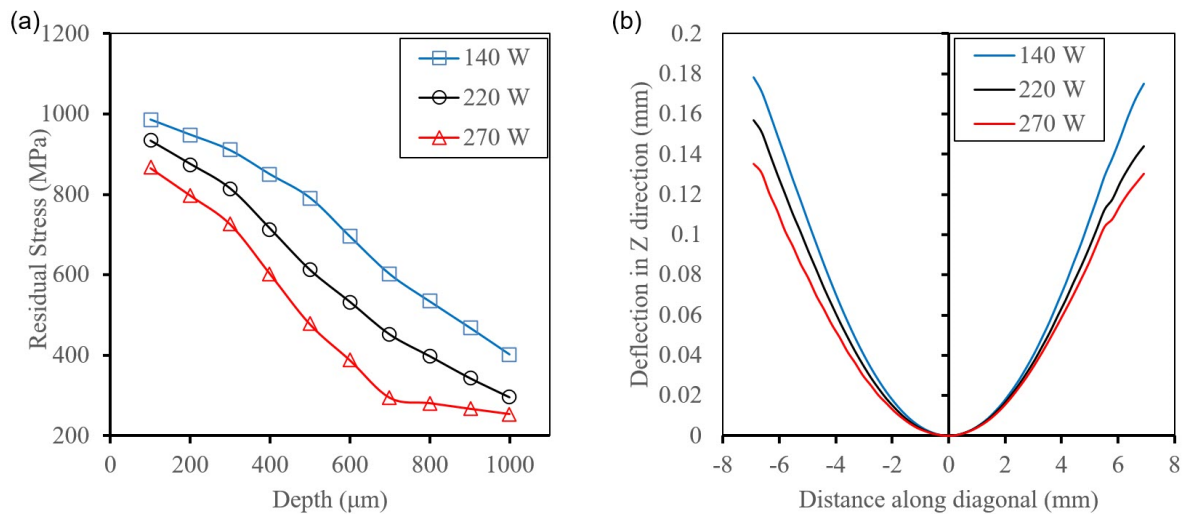 (a)
1200
1000
800
600
400
200
0
200
400
600
800
1000
Residual Stress (MPa)
Depth (μm)
140 W
220 W
270 W
(b)
0.2
0.18
0.16
0.14
0.12
0.1
0.08
0.06
0.04
0.02
0
-8
-6
-4
-2
0
2
4
6
8
Deflection in Z direction (mm)
Distance along diagonal (mm)
140 W
220 W
270 W